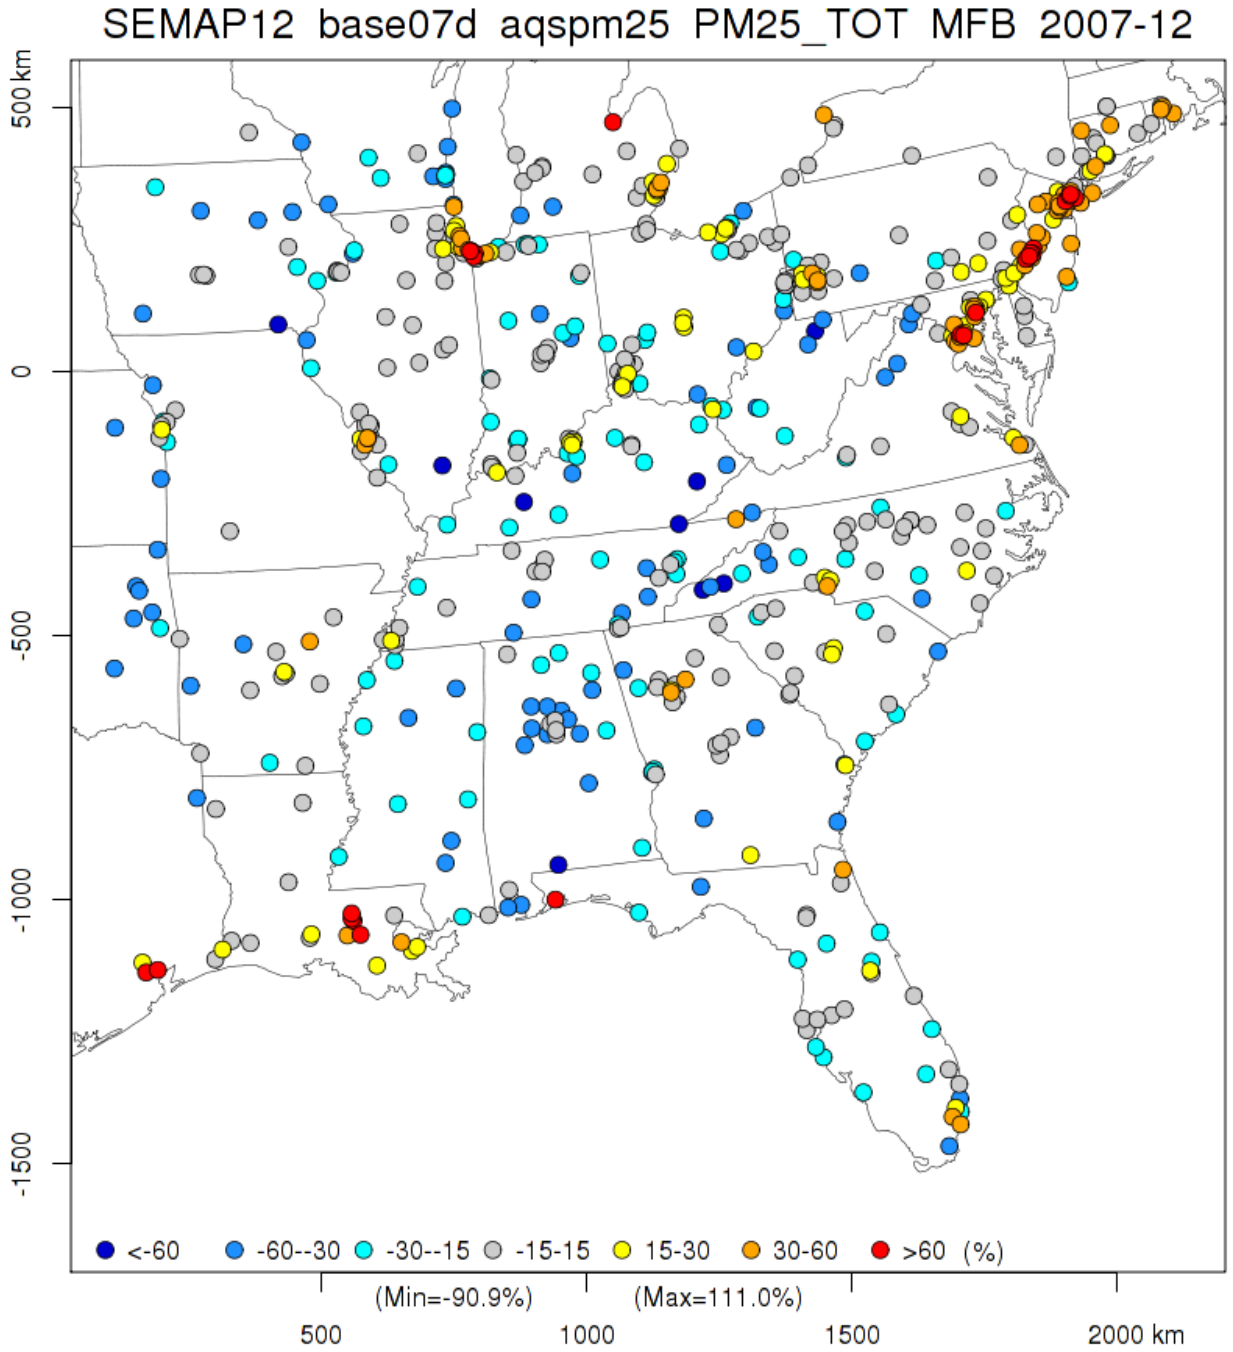 SEMAP12 base07d aqspm25 PM25_TOT MFB 2007-12
500 km
0
-500
-1000
-1500
<-60 -60--30 -30--15 -15-15 15-30 30-60 >60 (%)
(Min=-90.9%) (Max=111.0%)
500 1000 1500 2000 km